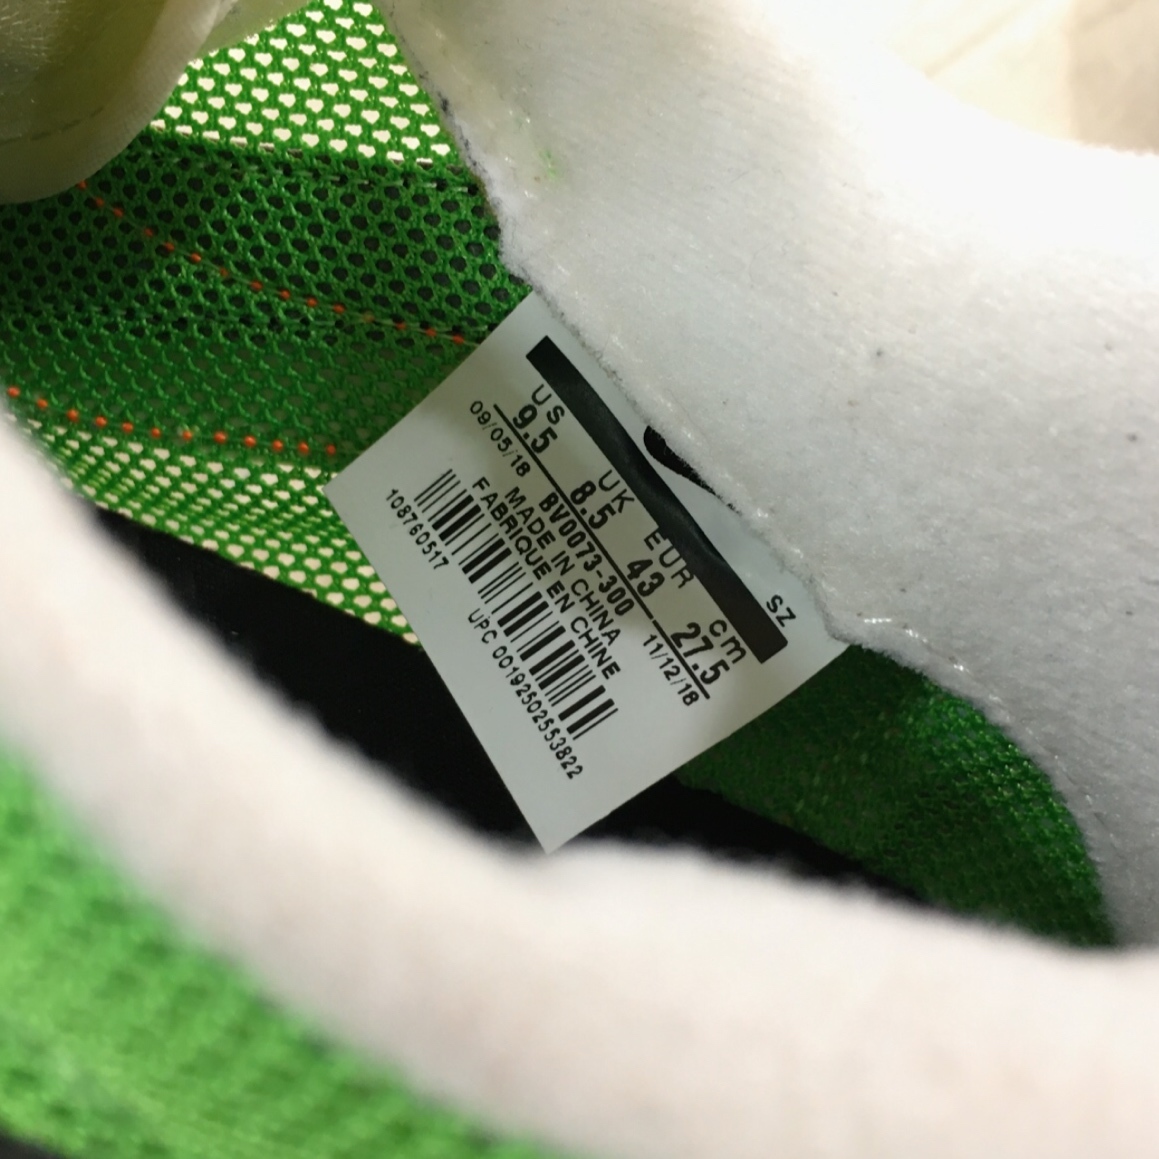 US UK EUR cm
9.5 8.5 43 27.5
09/05/18 BV0073-300 11/12/18
MADE IN CHINA
FABRIQUE EN CHINE
108760517
UPC 00192502553822
SZ